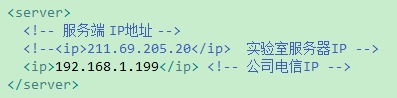 <server>
<!-- 服务端 IP地址 -->
<!--<ip>211.69.205.20</ip>  实验室服务器IP -->
<ip>192.168.1.199</ip> <!-- 公司电信IP -->
</server>